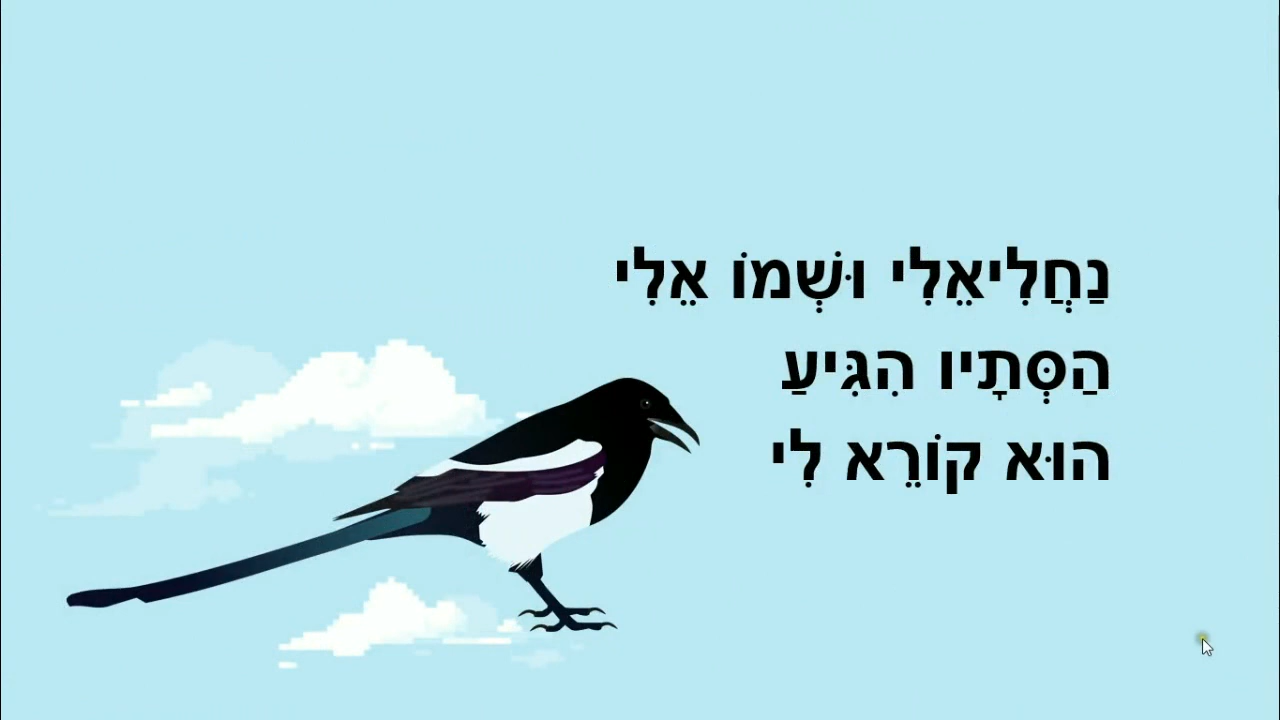 נַחֲלִיאֵלִי וּשְׁמוֹ אֵלִי
הַסְּתָיו הִגִּיעַ
הוּא קוֹרֵא לִי